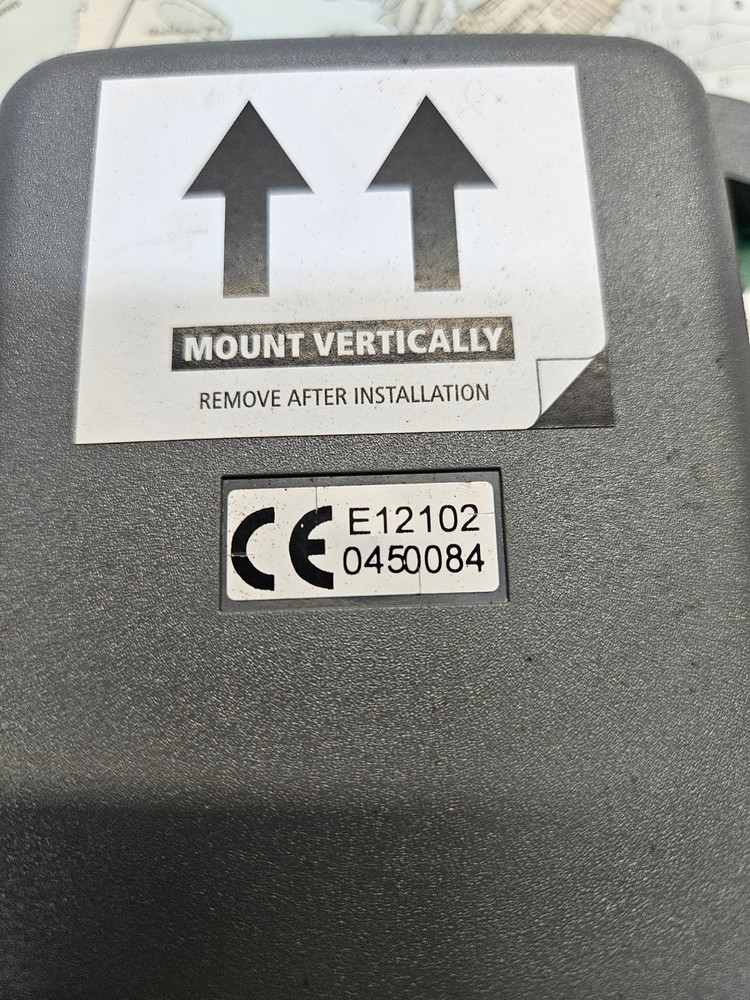 MOUNT VERTICALLY
REMOVE AFTER INSTALLATION
CE E12102
0450084